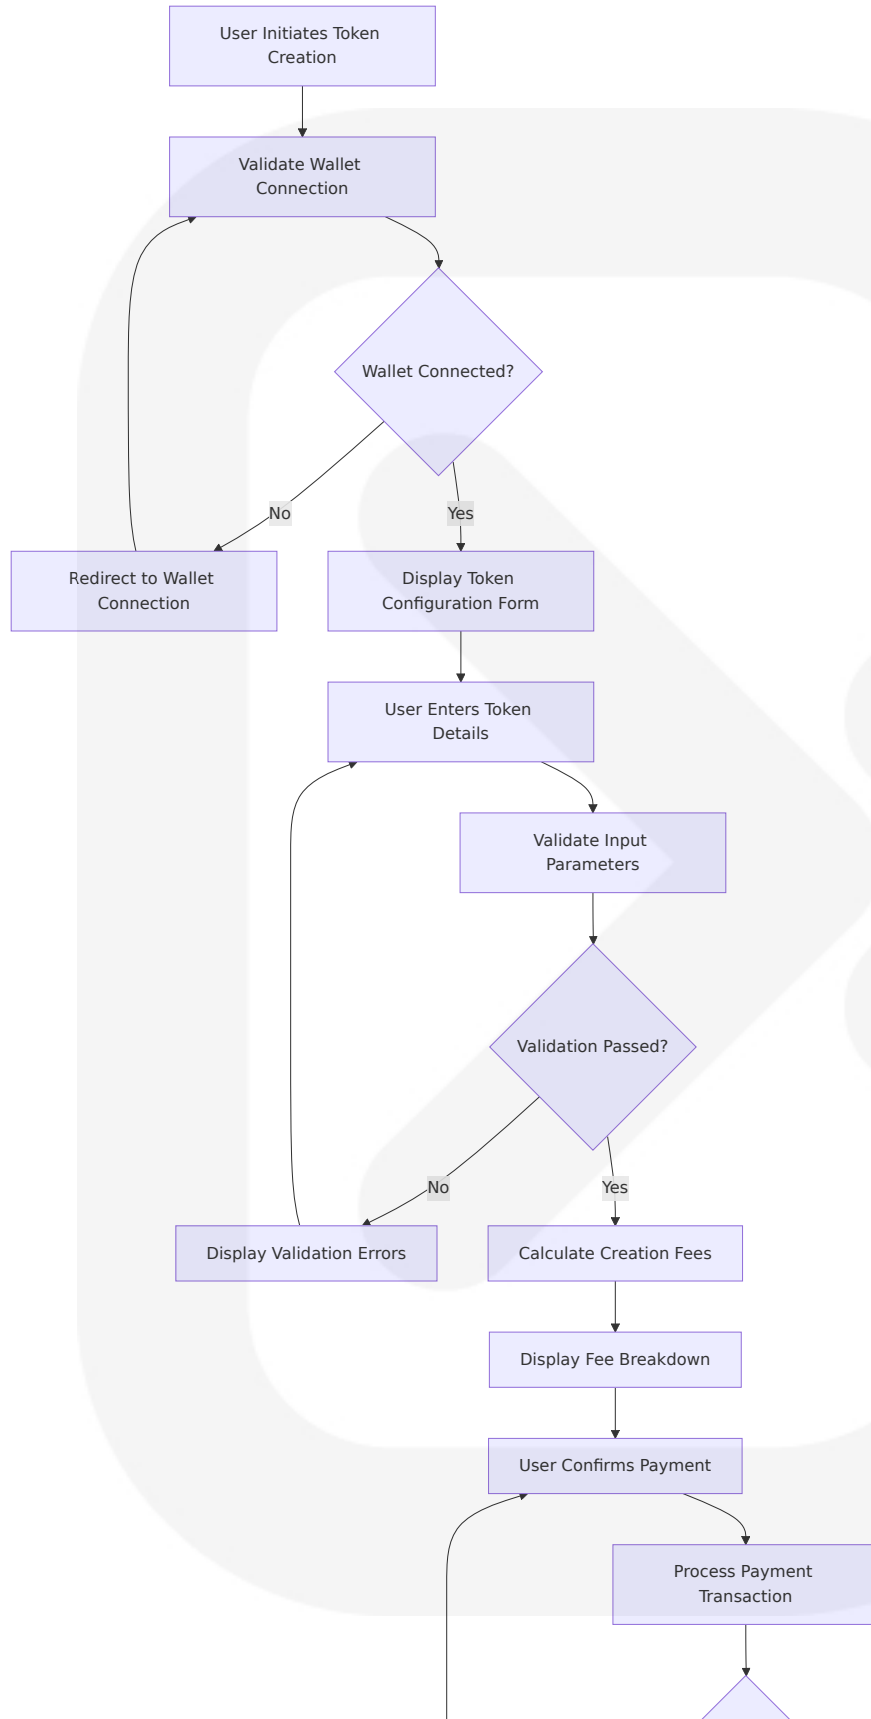 User Initiates Token
Creation
Validate Wallet
Connection
Wallet Connected?
No
Yes
Redirect to Wallet
Connection
Display Token
Configuration Form
User Enters Token
Details
Validate Input
Parameters
Validation Passed?
No
Yes
Display Validation Errors
Calculate Creation Fees
Display Fee Breakdown
User Confirms Payment
Process Payment
Transaction